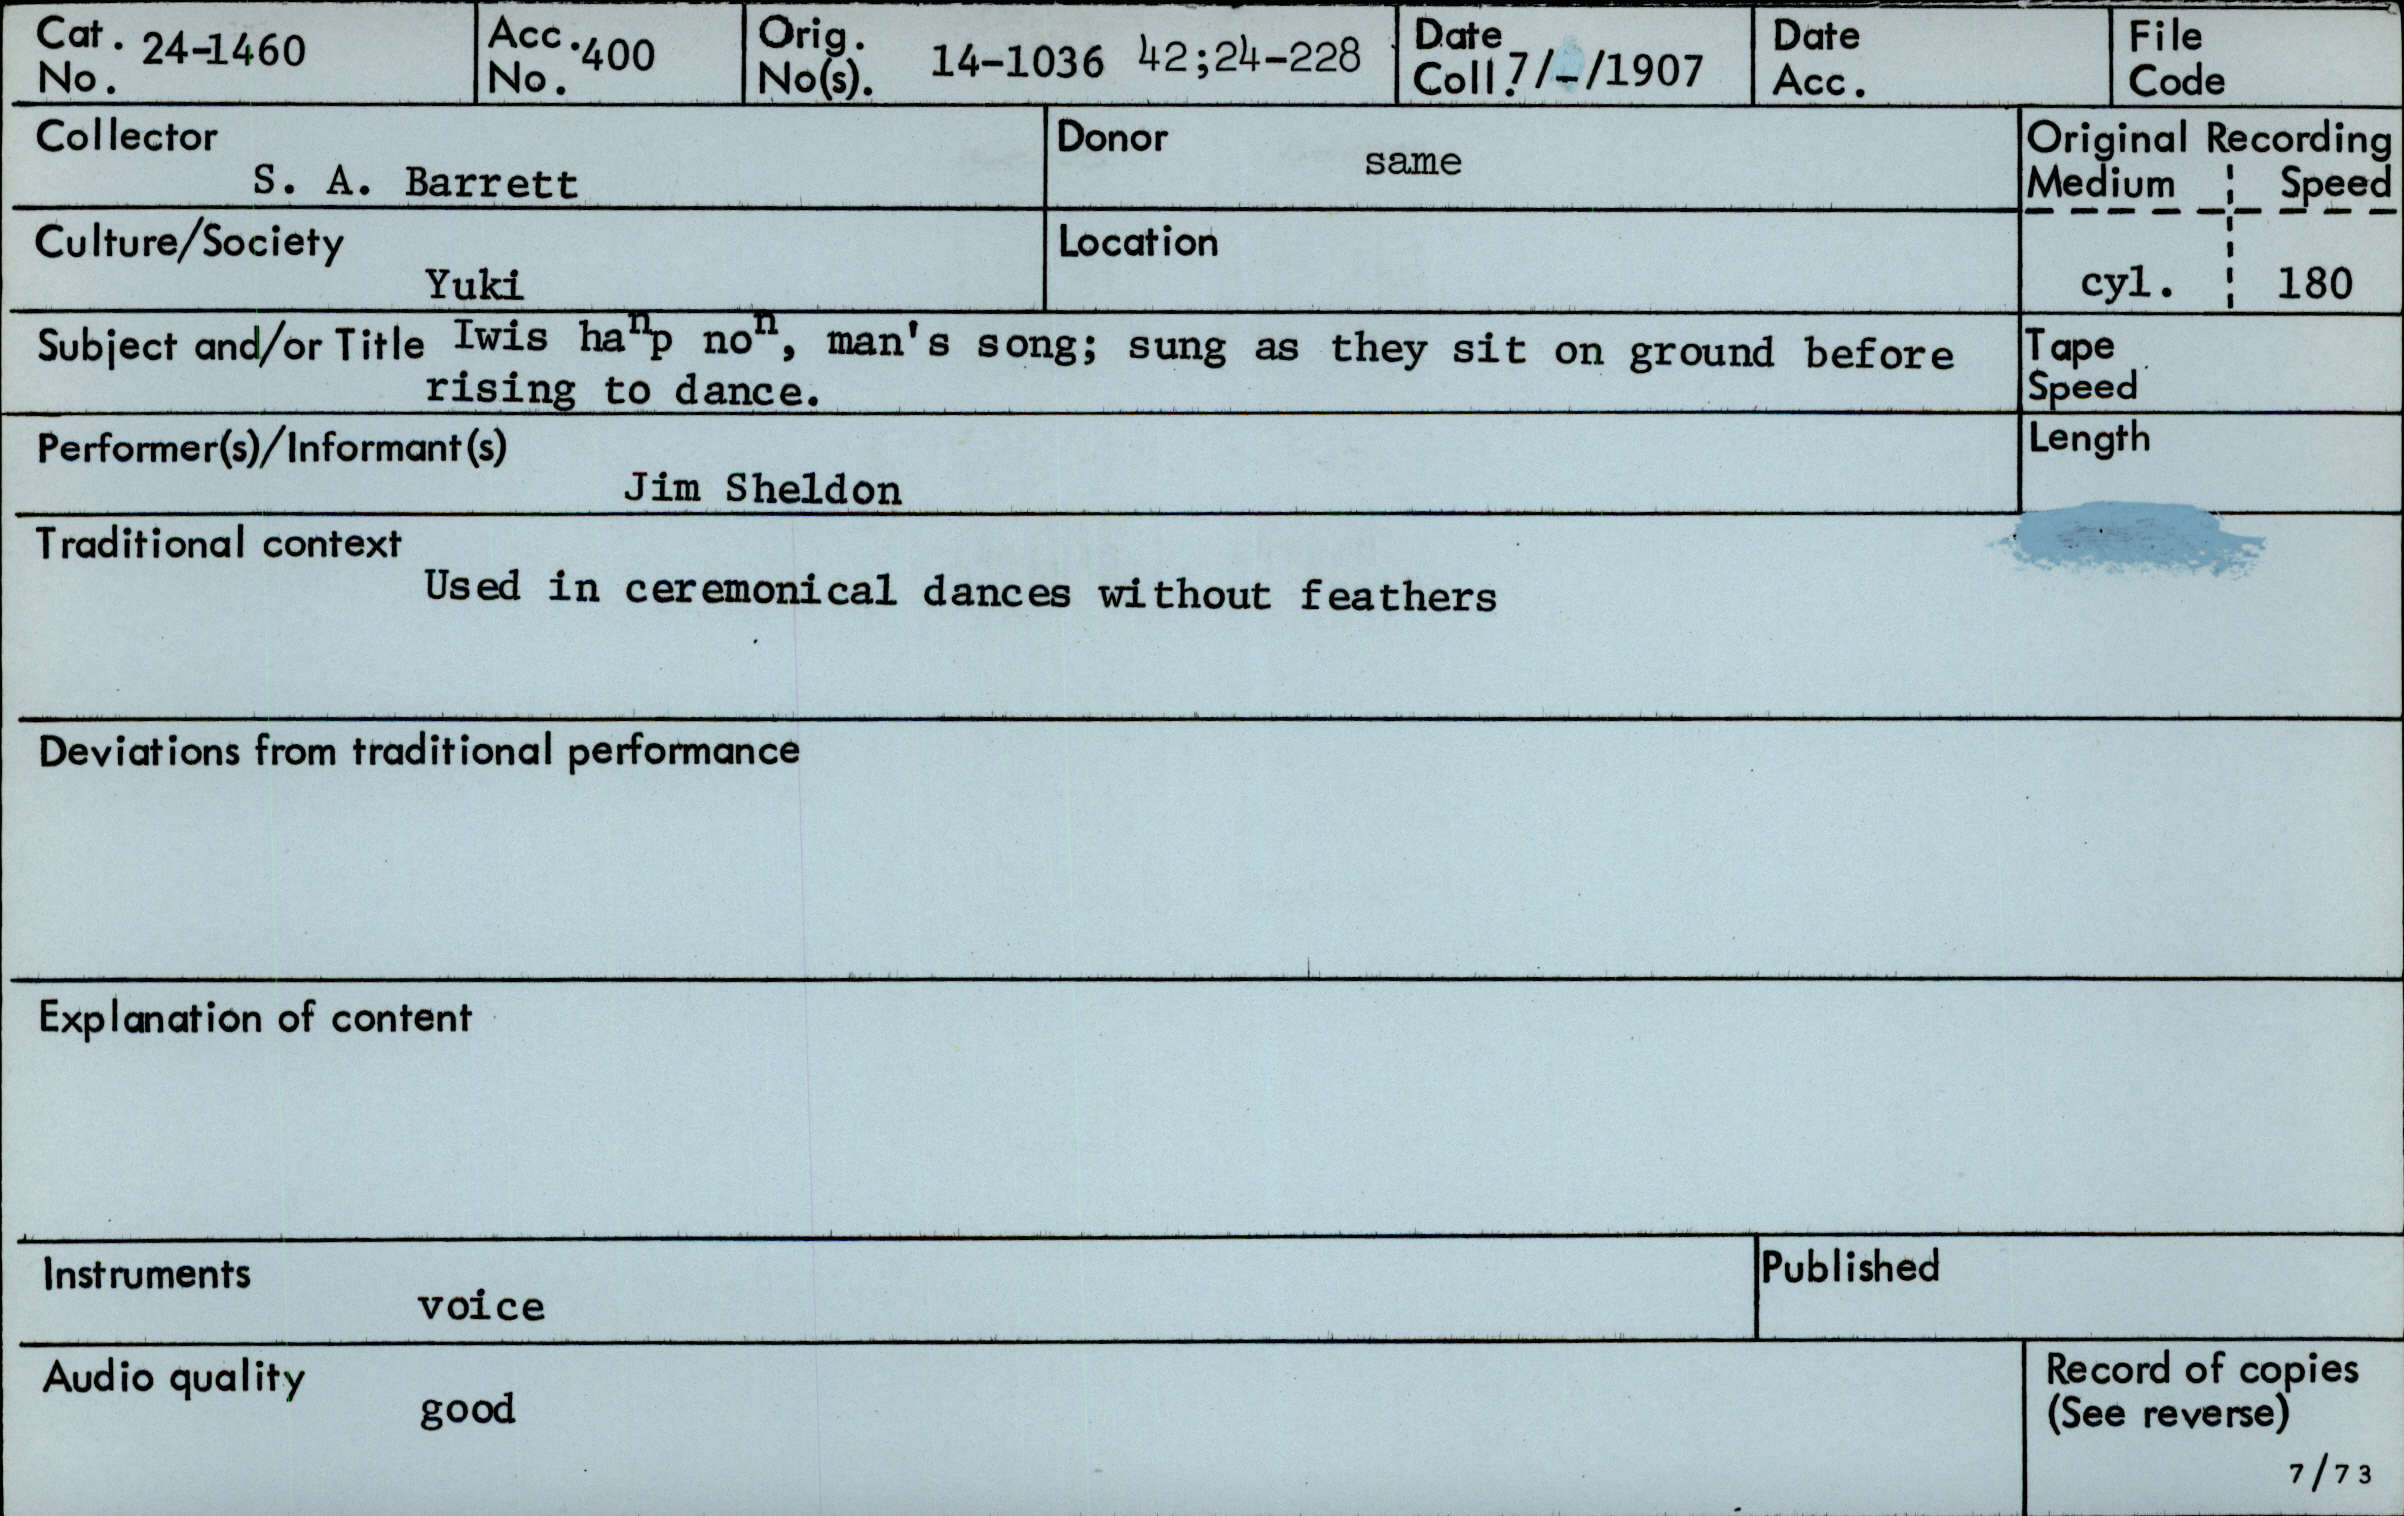 Cat. No. 24-1460
Acc. No. 400
Orig. No(s). 14-1036 42;24-228
Date Coll. 7/-/1907
Date Acc.
File Code
Collector
S. A. Barrett
Donor
same
Original Recording
Medium Speed
cyl. 180
Culture/Society
Yuki
Location
Subject and/or Title Iwis haⁿp noⁿ, man's song; sung as they sit on ground before
rising to dance.
Tape
Speed
Performer(s)/Informant(s)
Jim Sheldon
Length
Traditional context
Used in ceremonical dances without feathers
Deviations from traditional performance
Explanation of content
Instruments
voice
Published
Audio quality
good
Record of copies
(See reverse)
7/73